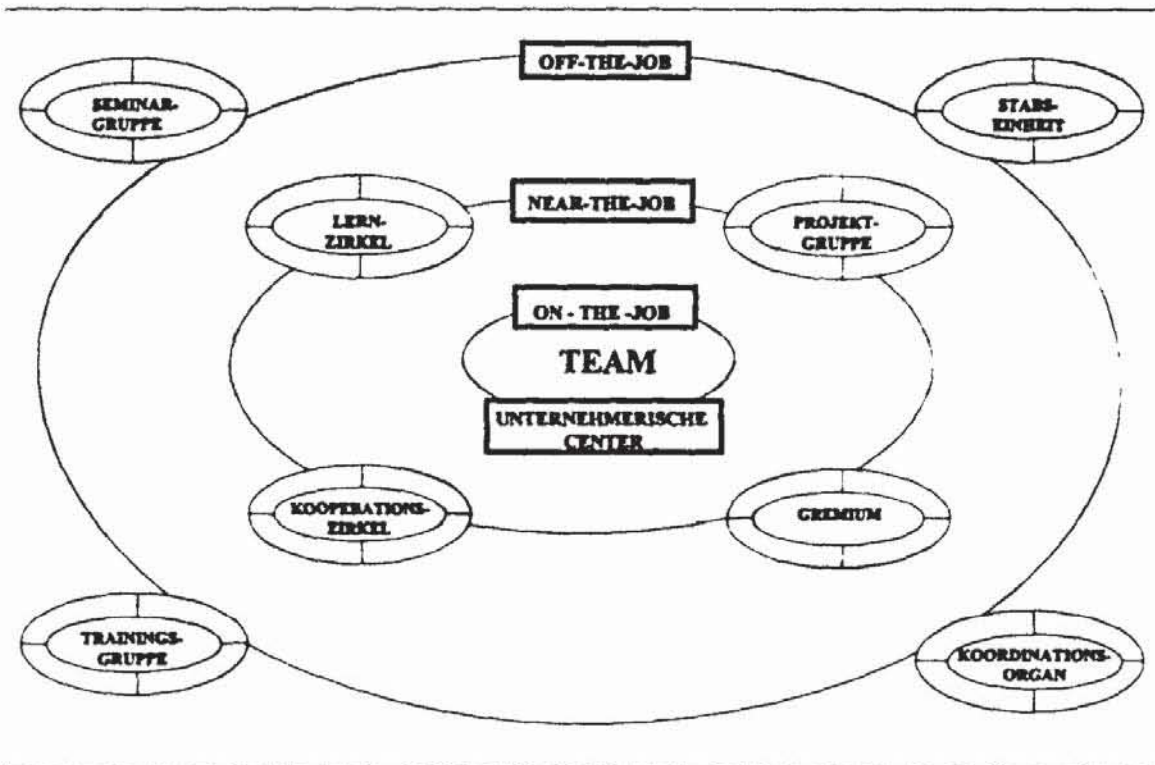 OFF-THE-JOB
SEMINAR-
GRUPPE
STABS-
EINHEIT
NEAR-THE-JOB
LERN-
ZIRKEL
PROJEKT-
GRUPPE
ON - THE -JOB
TEAM
UNTERNEHMERISCHE
CENTER
KOOPERATIONS-
ZIRKEL
GREMIUM
TRAININGS-
GRUPPE
KOORDINATIONS-
ORGAN